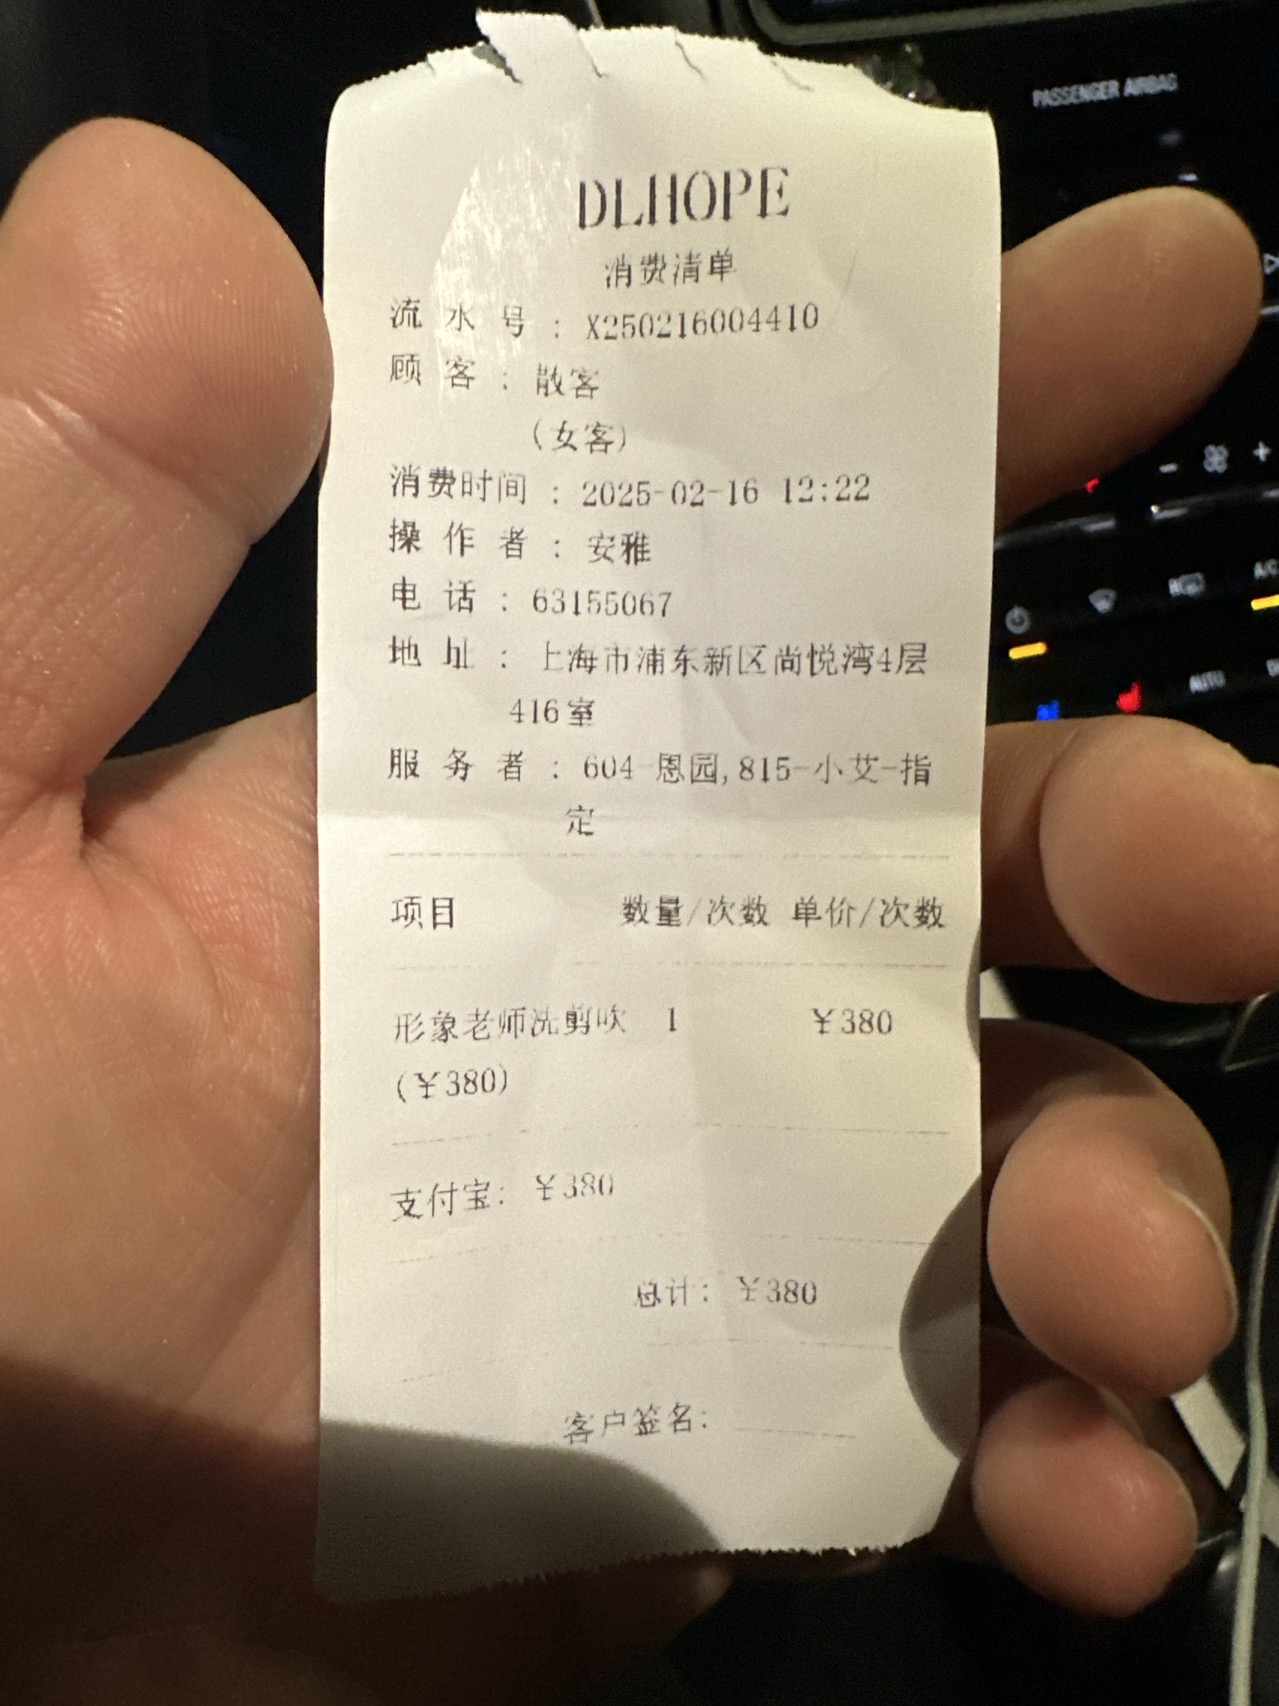 PASSENGER AIRBAG
DLHOPE
消费清单
流 水 号 : X250216004410
顾 客 : 散客
(女客)
消费时间 : 2025-02-16 12:22
操 作 者 : 安雅
电 话 : 63155067
地 址 : 上海市浦东新区尚悦湾4层
416室
服 务 者 : 604-恩园,815-小艾-指
定
项目 数量/次数 单价/次数
形象老师洗剪吹 1 ¥380
(¥380)
支付宝: ¥380
总计: ¥380
客户签名:
A/C
AUTO